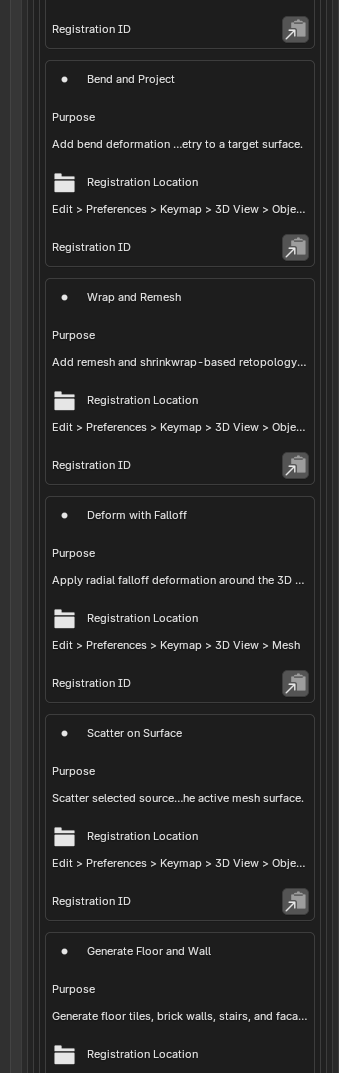 Registration ID
Bend and Project
Purpose
Add bend deformation ...etry to a target surface.
Registration Location
Edit > Preferences > Keymap > 3D View > Obje...
Registration ID
Wrap and Remesh
Purpose
Add remesh and shrinkwrap-based retopology...
Registration Location
Edit > Preferences > Keymap > 3D View > Obje...
Registration ID
Deform with Falloff
Purpose
Apply radial falloff deformation around the 3D ...
Registration Location
Edit > Preferences > Keymap > 3D View > Mesh
Registration ID
Scatter on Surface
Purpose
Scatter selected source...he active mesh surface.
Registration Location
Edit > Preferences > Keymap > 3D View > Obje...
Registration ID
Generate Floor and Wall
Purpose
Generate floor tiles, brick walls, stairs, and faca...
Registration Location